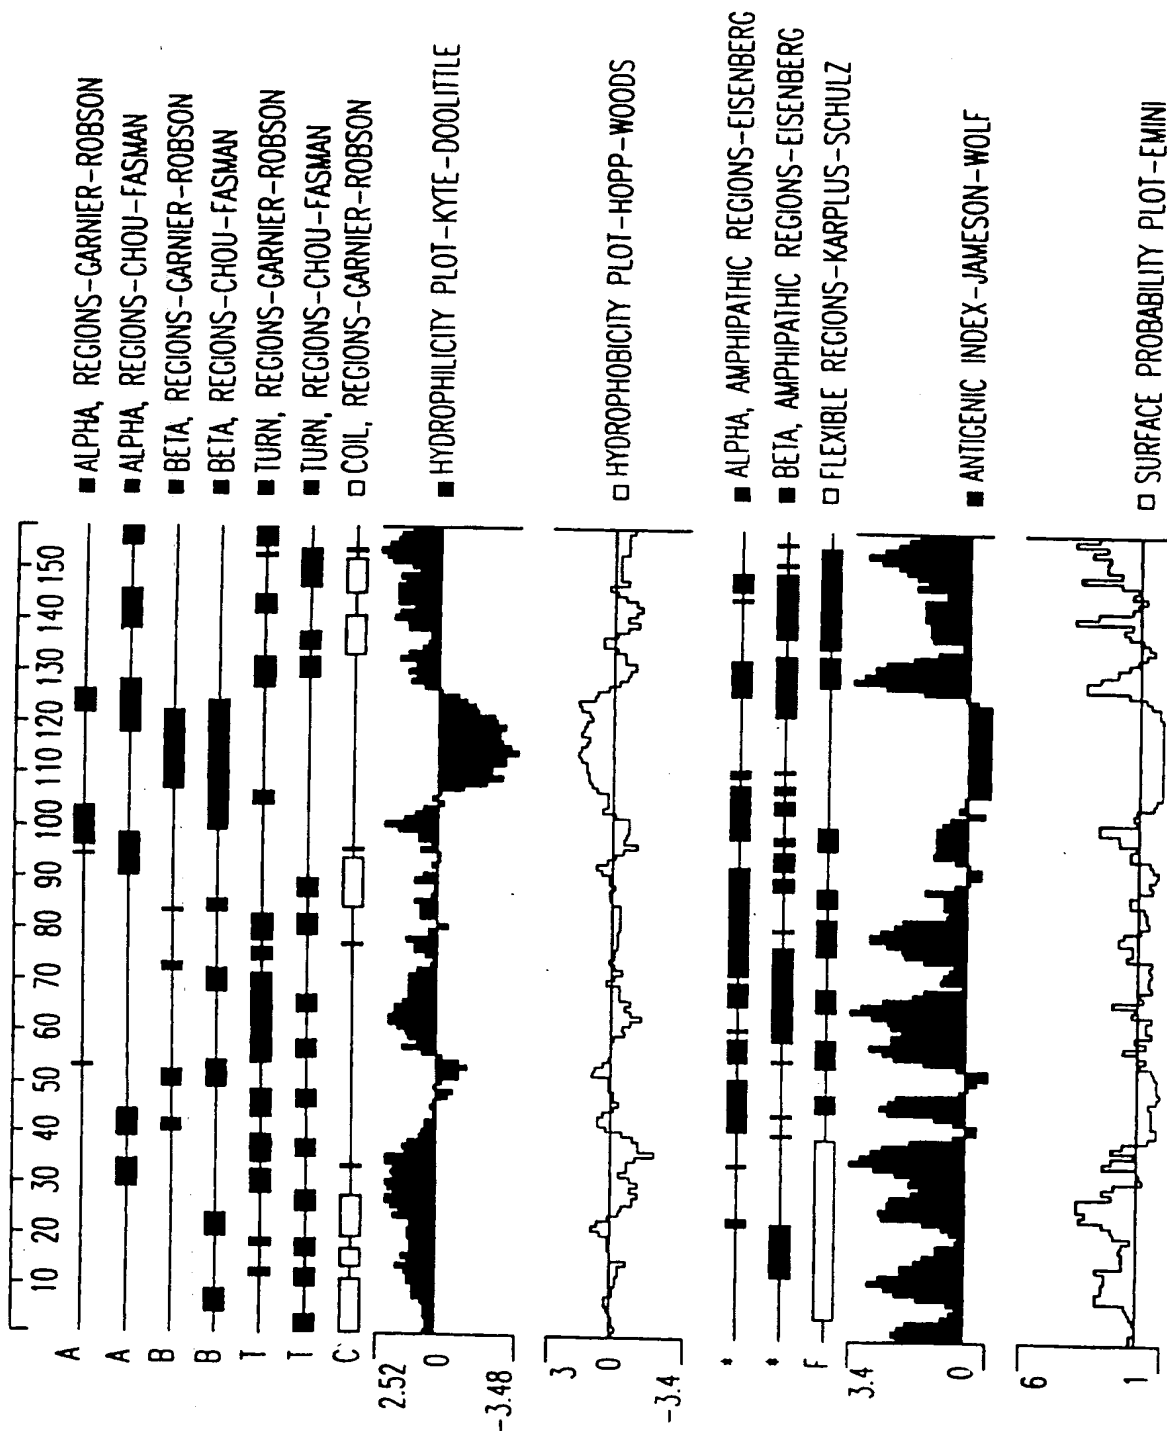 10 20 30 40 50 60 70 80 90 100 110 120 130 140 150
A ALPHA, REGIONS-GARNIER-ROBSON
A ALPHA, REGIONS-CHOU-FASMAN
B BETA, REGIONS-GARNIER-ROBSON
B BETA, REGIONS-CHOU-FASMAN
T TURN, REGIONS-GARNIER-ROBSON
T TURN, REGIONS-CHOU-FASMAN
C COIL, REGIONS-GARNIER-ROBSON
2.52
0 HYDROPHILICITY PLOT-KYTE-DOOLITTLE
-3.48
3
0 HYDROPHOBICITY PLOT-HOPP-WOODS
-3.4
* ALPHA, AMPHIPATHIC REGIONS-EISENBERG
* BETA, AMPHIPATHIC REGIONS-EISENBERG
F FLEXIBLE REGIONS-KARPLUS-SCHULZ
3.4
0 ANTIGENIC INDEX-JAMESON-WOLF
6
1 SURFACE PROBABILITY PLOT-EMINI